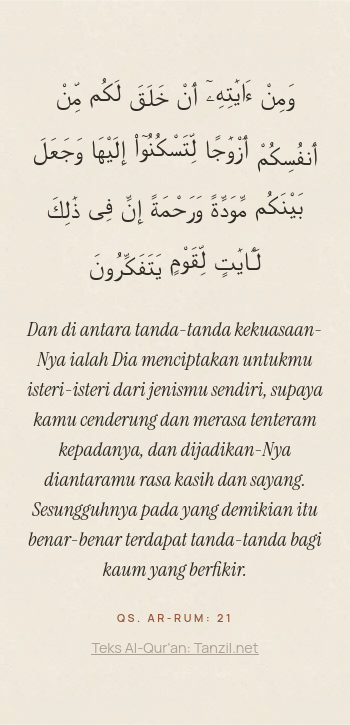 وَمِنْ ءَايَٰتِهِۦٓ أَنْ خَلَقَ لَكُم مِّنْ
أَنفُسِكُمْ أَزْوَٰجًا لِّتَسْكُنُوٓا۟ إِلَيْهَا وَجَعَلَ
بَيْنَكُم مَّوَدَّةً وَرَحْمَةً إِنَّ فِى ذَٰلِكَ
لَـَٔايَٰتٍ لِّقَوْمٍ يَتَفَكَّرُونَ
Dan di antara tanda-tanda kekuasaan-
Nya ialah Dia menciptakan untukmu
isteri-isteri dari jenismu sendiri, supaya
kamu cenderung dan merasa tenteram
kepadanya, dan dijadikan-Nya
diantaramu rasa kasih dan sayang.
Sesungguhnya pada yang demikian itu
benar-benar terdapat tanda-tanda bagi
kaum yang berfikir.
QS. AR-RUM: 21
Teks Al-Qur'an: Tanzil.net